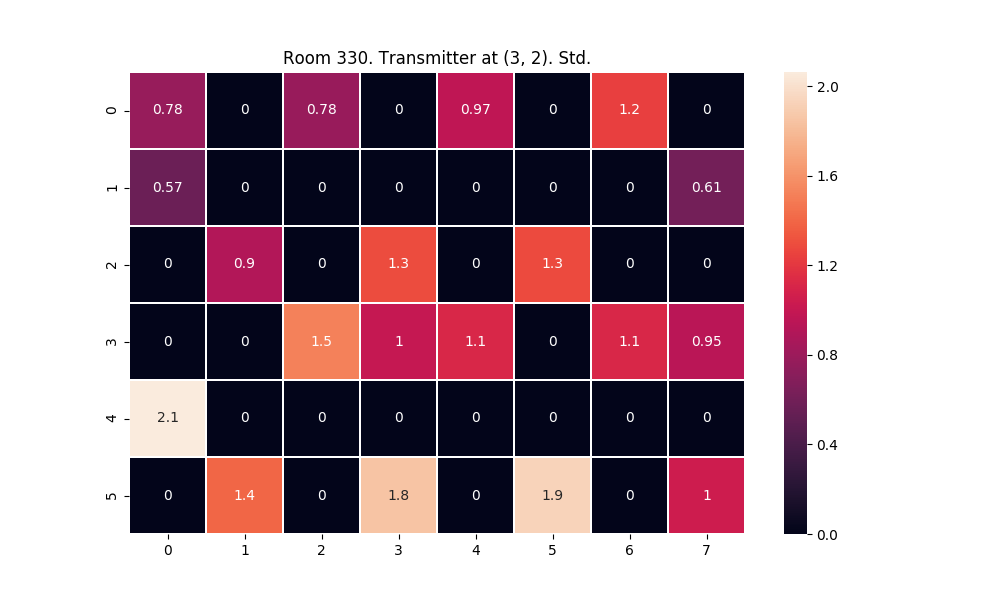 Room 330. Transmitter at (3, 2). Std.
0 0.78 0 0.78 0 0.97 0 1.2 0
1 0.57 0 0 0 0 0 0 0.61
2 0 0.9 0 1.3 0 1.3 0 0
3 0 0 1.5 1 1.1 0 1.1 0.95
4 2.1 0 0 0 0 0 0 0
5 0 1.4 0 1.8 0 1.9 0 1
0 1 2 3 4 5 6 7
2.0
1.6
1.2
0.8
0.4
0.0